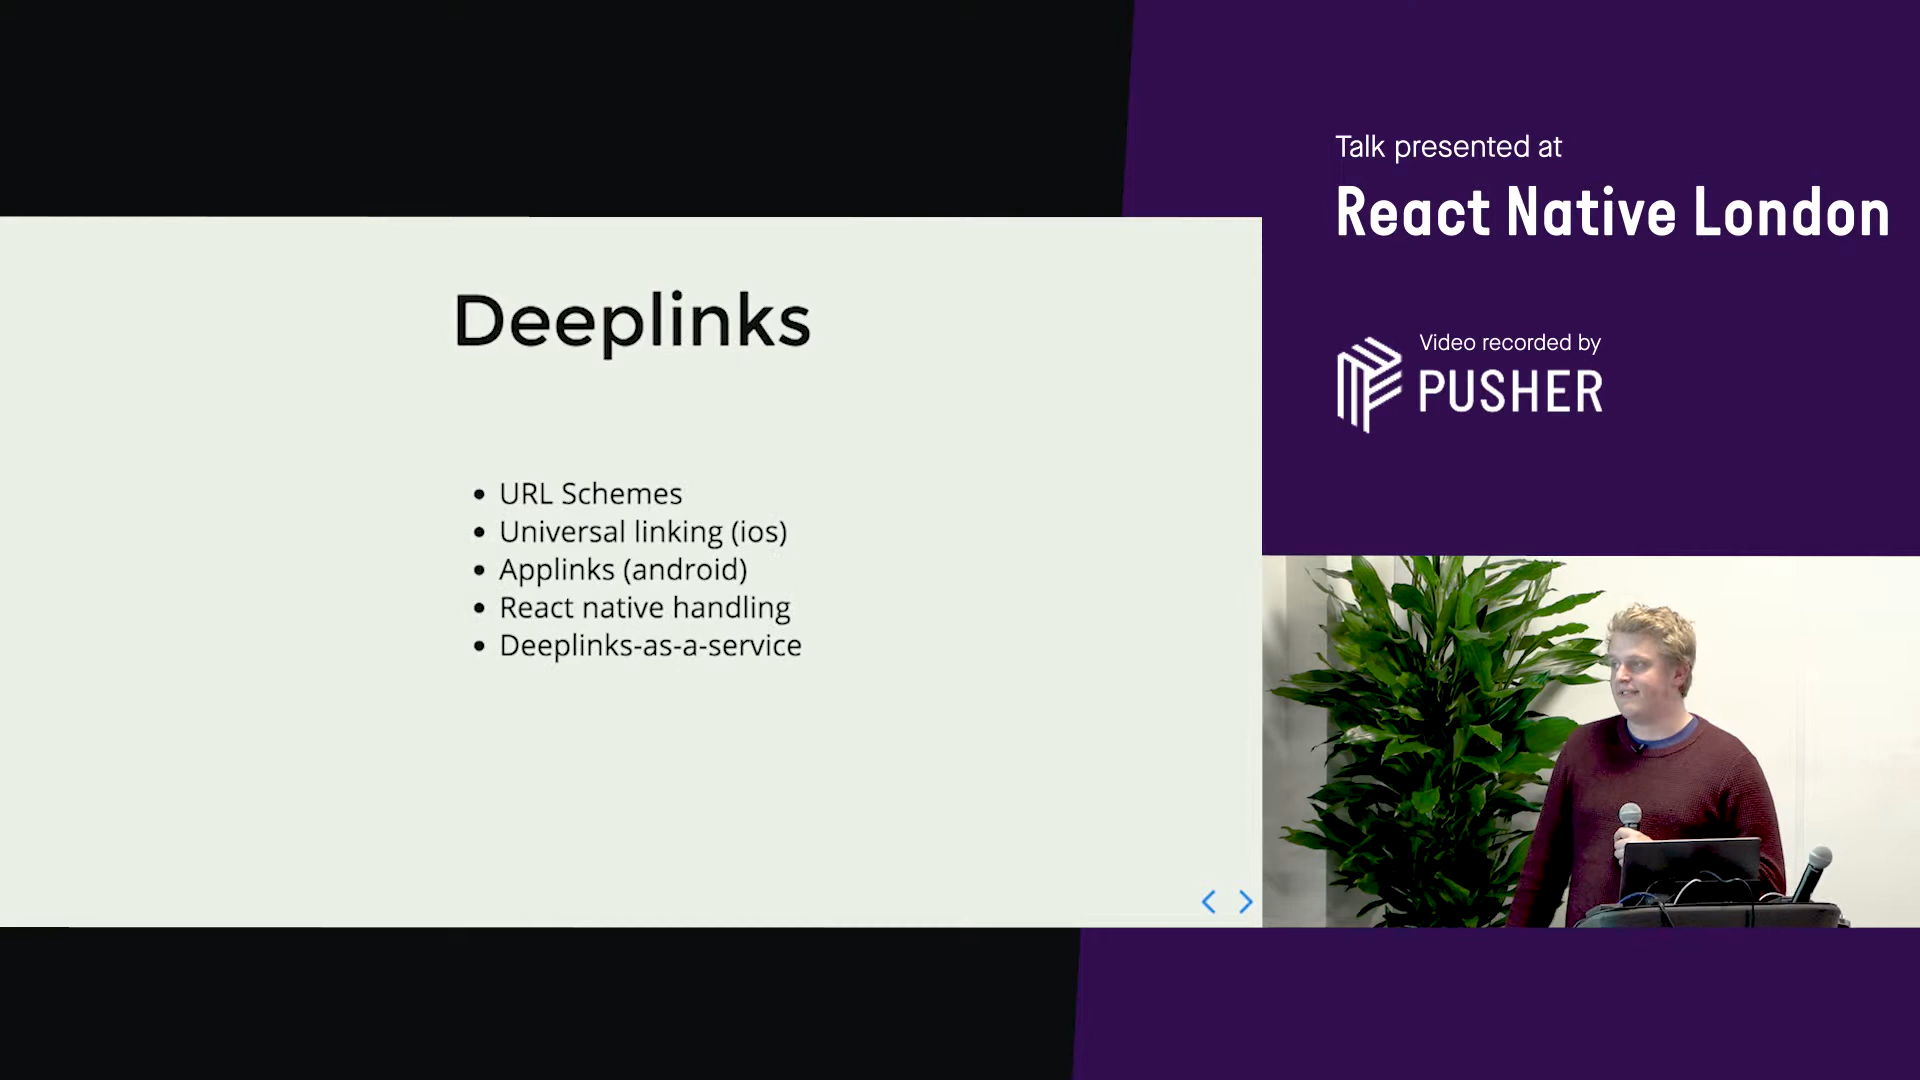 Talk presented at
React Native London
Video recorded by
PUSHER
Deeplinks
URL Schemes
Universal linking (ios)
Applinks (android)
React native handling
Deeplinks-as-a-service